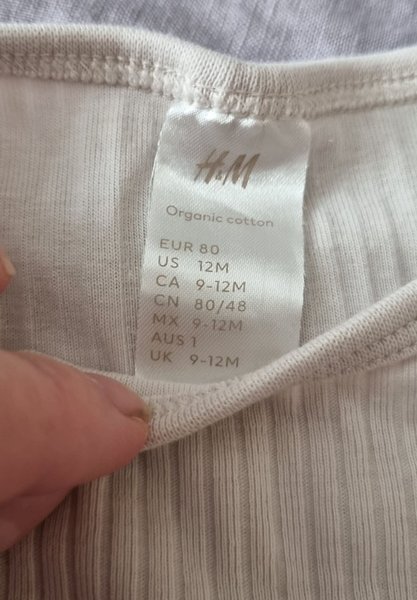 H&M
Organic cotton
EUR 80
US 12M
CA 9-12M
CN 80/48
MX 9-12M
AUS 1
UK 9-12M